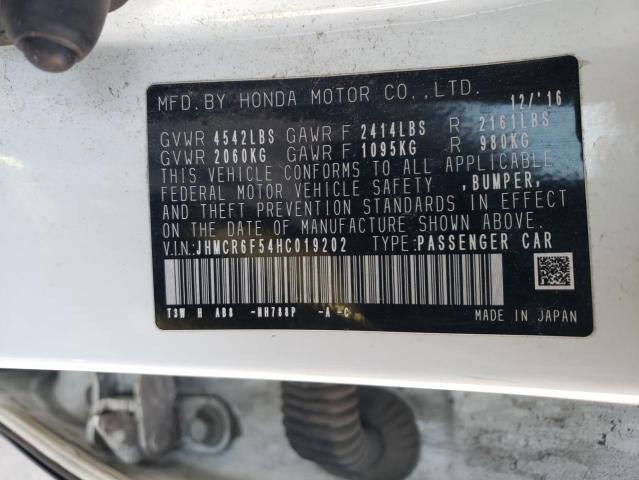 MFD.BY HONDA MOTOR CO.,LTD. 12/'16
GVWR 4542LBS GAWR F 2414LBS R 2161LBS
GVWR 2060KG GAWR F 1095KG R 980KG
THIS VEHICLE CONFORMS TO ALL APPLICABLE
FEDERAL MOTOR VEHICLE SAFETY ,BUMPER,
AND THEFT PREVENTION STANDARDS IN EFFECT
ON THE DATE OF MANUFACTURE SHOWN ABOVE.
V.I.N:JHMCR6F54HC019202 TYPE:PASSENGER CAR
T3W H AB8 -NH788P -A -C
MADE IN JAPAN